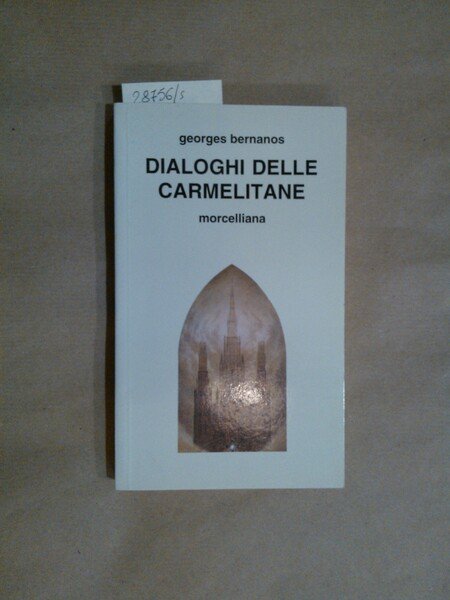 28756/s
georges bernanos
DIALOGHI DELLE
CARMELITANE
morcelliana